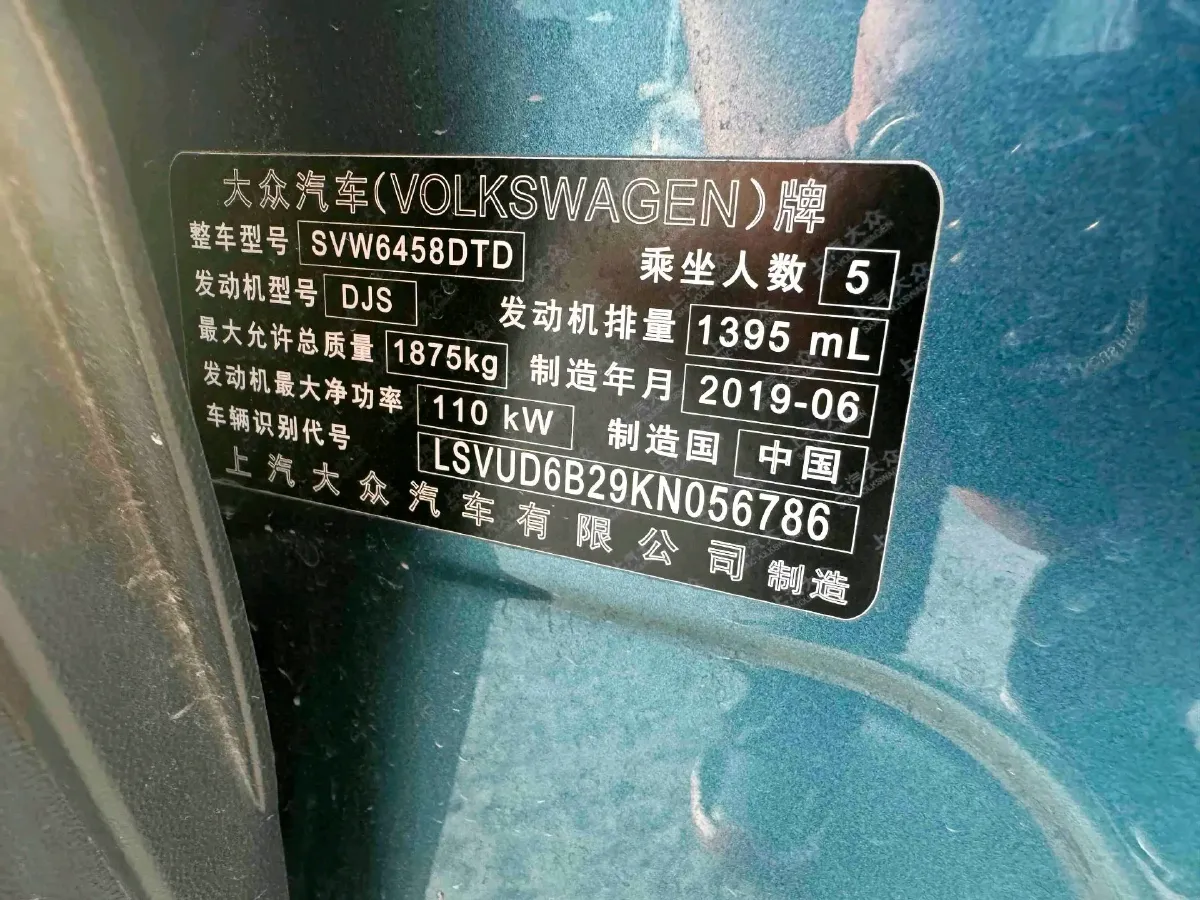 大众汽车(VOLKSWAGEN)牌
整车型号 SVW6458DTD 乘坐人数 5
发动机型号 DJS 发动机排量 1395 mL
最大允许总质量 1875kg 制造年月 2019-06
发动机最大净功率 110 kW 制造国 中国
车辆识别代号 LSVUD6B29KN056786
上汽大众汽车有限公司 制造